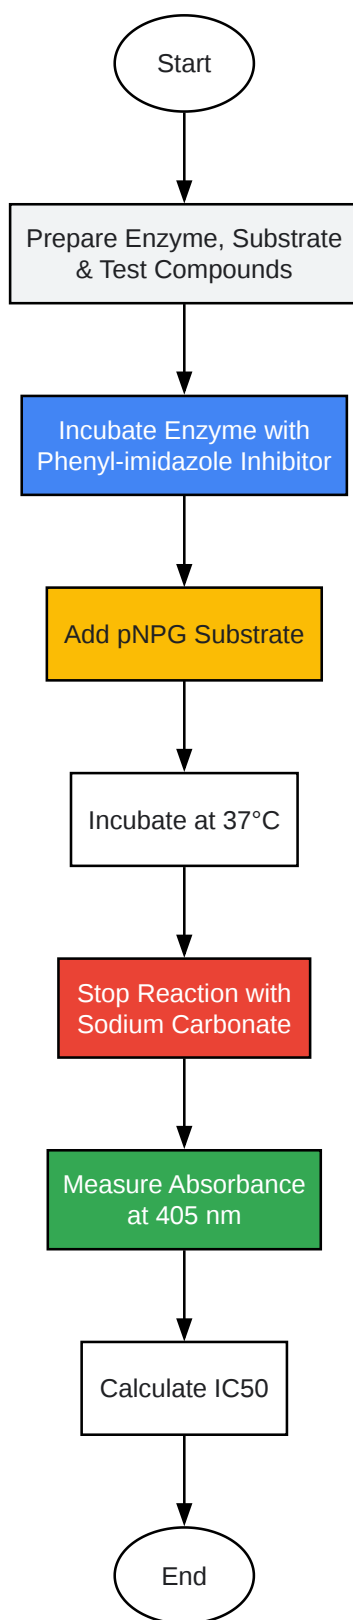 Start
Prepare Enzyme, Substrate
& Test Compounds
Incubate Enzyme with
Phenyl-imidazole Inhibitor
Add pNPG Substrate
Incubate at 37°C
Stop Reaction with
Sodium Carbonate
Measure Absorbance
at 405 nm
Calculate IC50
End